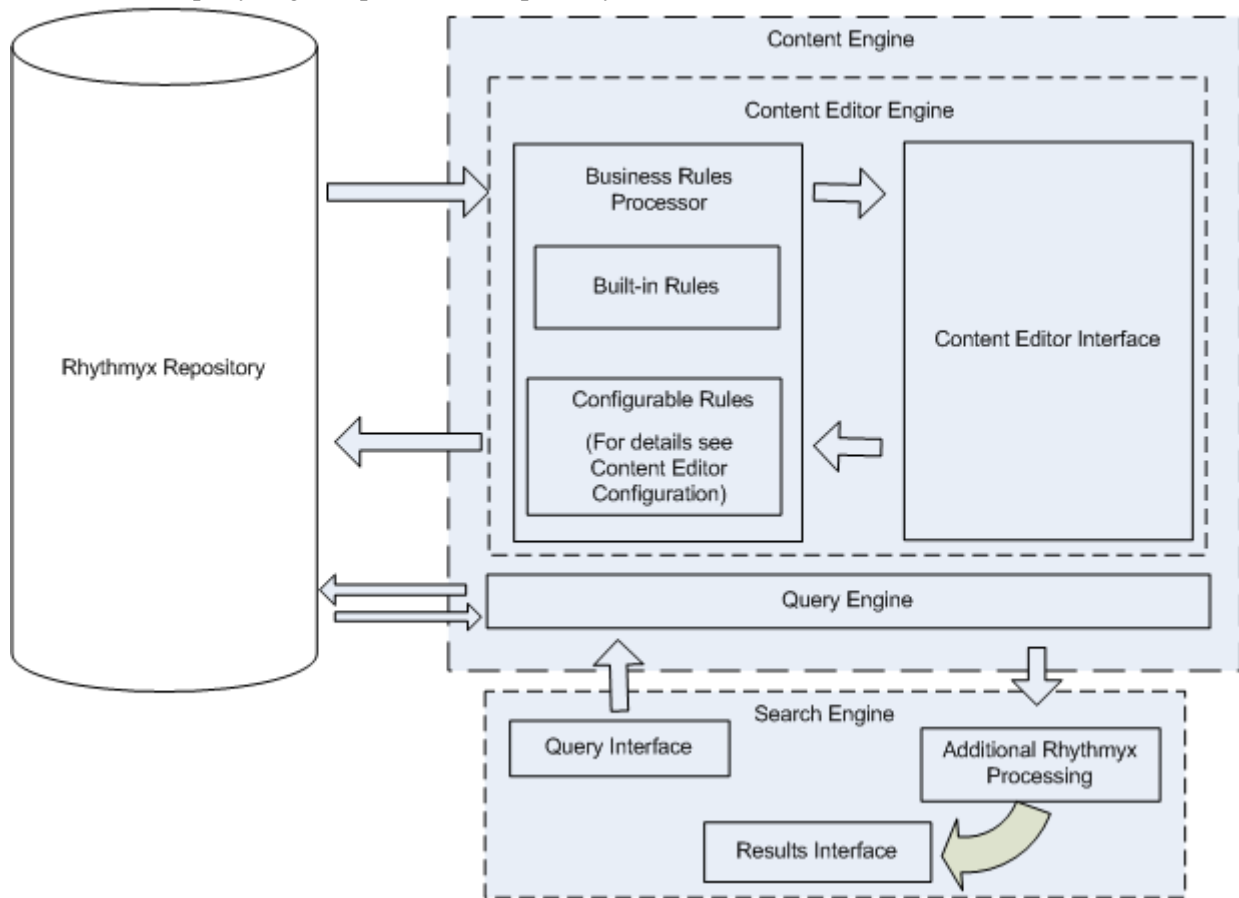 Content Engine
Content Editor Engine
Business Rules
Processor
Built-in Rules
Rhythmyx Repository
Content Editor Interface
Configurable Rules
(For details see
Content Editor
Configuration)
Query Engine
Search Engine
Query Interface
Additional Rhythmyx
Processing
Results Interface